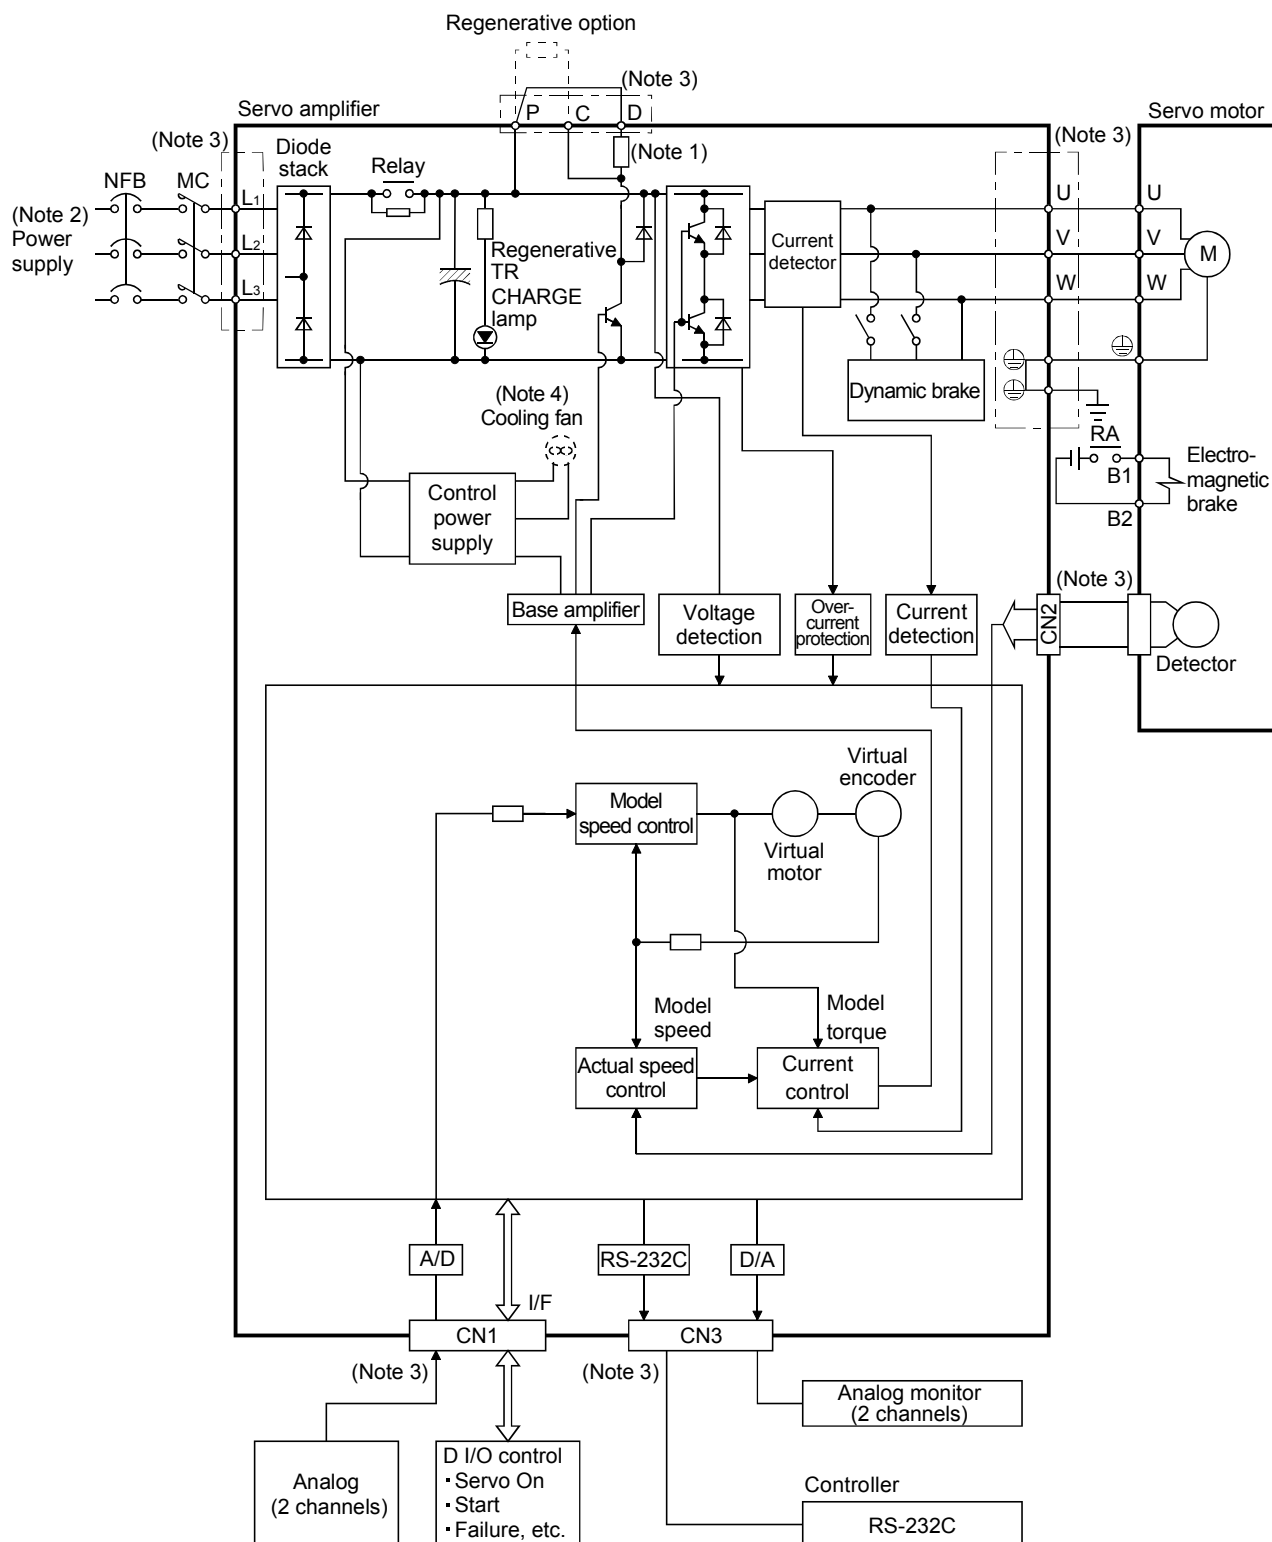 Regenerative option
(Note 3)
Servo amplifier
P C D
Servo motor
(Note 3)
Diode
stack
Relay
(Note 1)
(Note 3)
NFB MC
(Note 2)
Power
supply
L1
L2
L3
Regenerative
TR
CHARGE
lamp
Current
detector
U
V
W
U
V
W
M
Dynamic brake
(Note 4)
Cooling fan
RA
B1
B2
Electro-
magnetic
brake
Control
power
supply
(Note 3)
Base amplifier
Voltage
detection
Over-
current
protection
Current
detection
CN2
Detector
Model
speed control
Virtual
encoder
Virtual
motor
Model
speed
Model
torque
Actual speed
control
Current
control
A/D
RS-232C
D/A
I/F
CN1
CN3
(Note 3)
(Note 3)
Analog monitor
(2 channels)
Analog
(2 channels)
D I/O control
・Servo On
・Start
・Failure, etc.
Controller
RS-232C